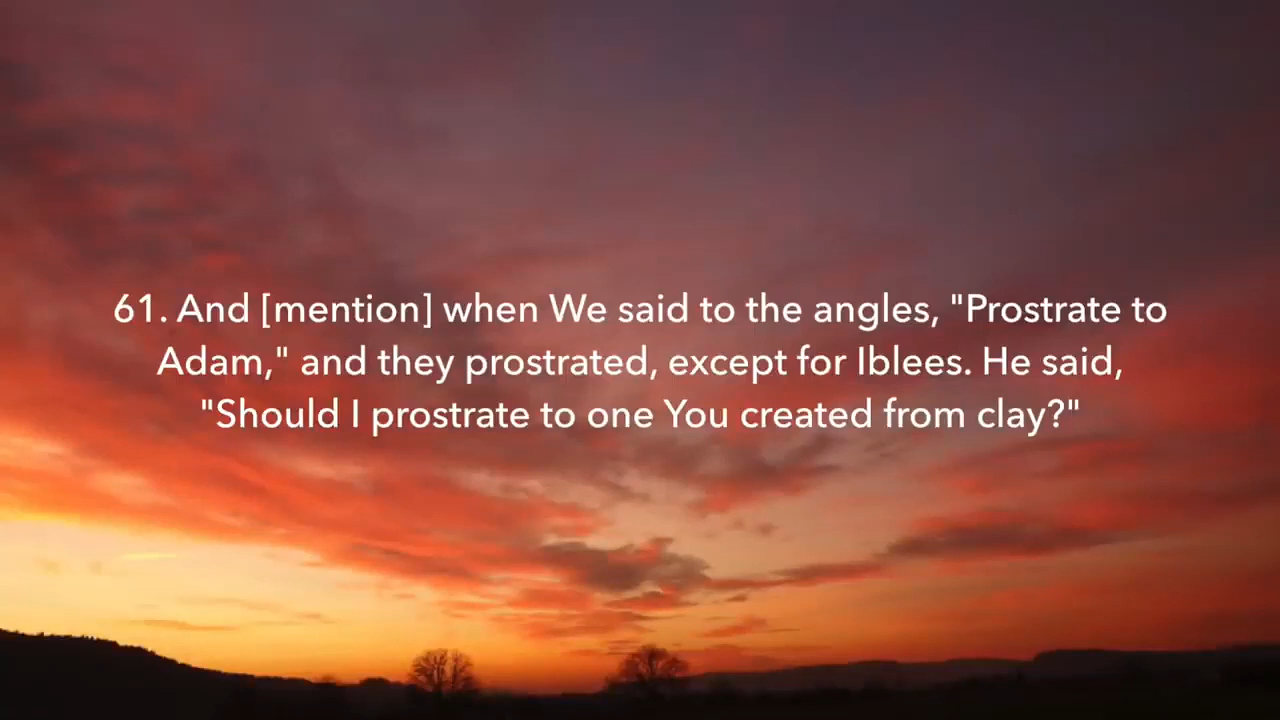 61. And [mention] when We said to the angles, "Prostrate to
Adam," and they prostrated, except for Iblees. He said,
"Should I prostrate to one You created from clay?"